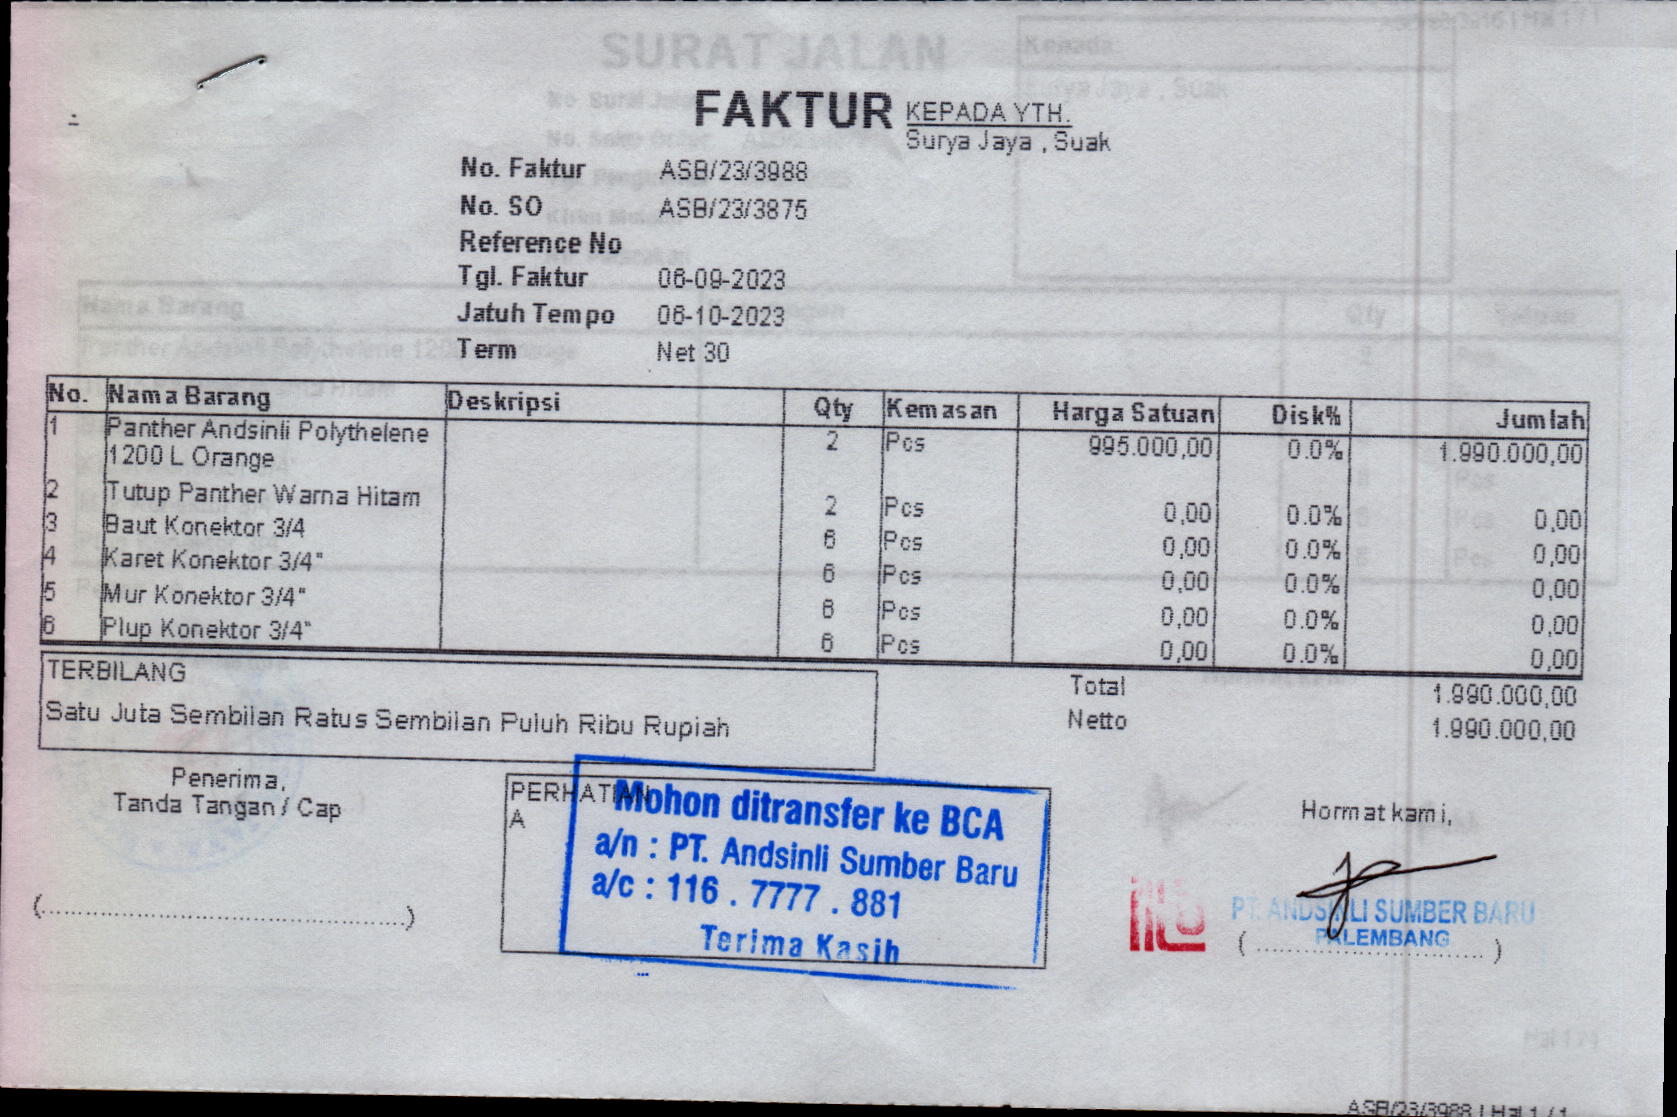 FAKTUR
KEPADA YTH.
Surya Jaya , Suak
No. Faktur ASB/23/3988
No. SO ASB/23/3875
Reference No
Tgl. Faktur 06-09-2023
Jatuh Tempo 06-10-2023
Term Net 30
No. Nama Barang Deskripsi Qty Kemasan Harga Satuan Disk% Jumlah
1 Panther Andsinli Polythelene 2 Pcs 995.000,00 0.0% 1.990.000,00
1200 L Orange
2 Tutup Panther Warna Hitam 2 Pcs 0,00 0.0% 0,00
3 Baut Konektor 3/4 6 Pcs 0,00 0.0% 0,00
4 Karet Konektor 3/4" 6 Pcs 0,00 0.0% 0,00
5 Mur Konektor 3/4" 6 Pcs 0,00 0.0% 0,00
6 Plup Konektor 3/4" 6 Pcs 0,00 0.0% 0,00
TERBILANG
Satu Juta Sembilan Ratus Sembilan Puluh Ribu Rupiah
Total 1.990.000,00
Netto 1.990.000,00
Penerima,
Tanda Tangan / Cap
(........................................)
PERHATIAN
A
Mohon ditransfer ke BCA
a/n : PT. Andsinli Sumber Baru
a/c : 116 . 7777 . 881
Terima Kasih
Hormat kami,
PT. ANDSINLI SUMBER BARU
PALEMBANG
(........................................)
ASB/23/3988 | Hal 1 / 1